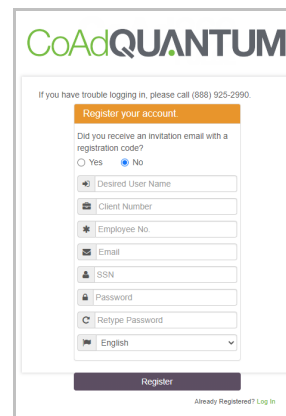 CoAdQUANTUM
If you have trouble logging in, please call (888) 925-2990.
Register your account.
Did you receive an invitation email with a
registration code?
Yes No
Desired User Name
Client Number
Employee No.
Email
SSN
Password
Retype Password
English
Register
Already Registered? Log In